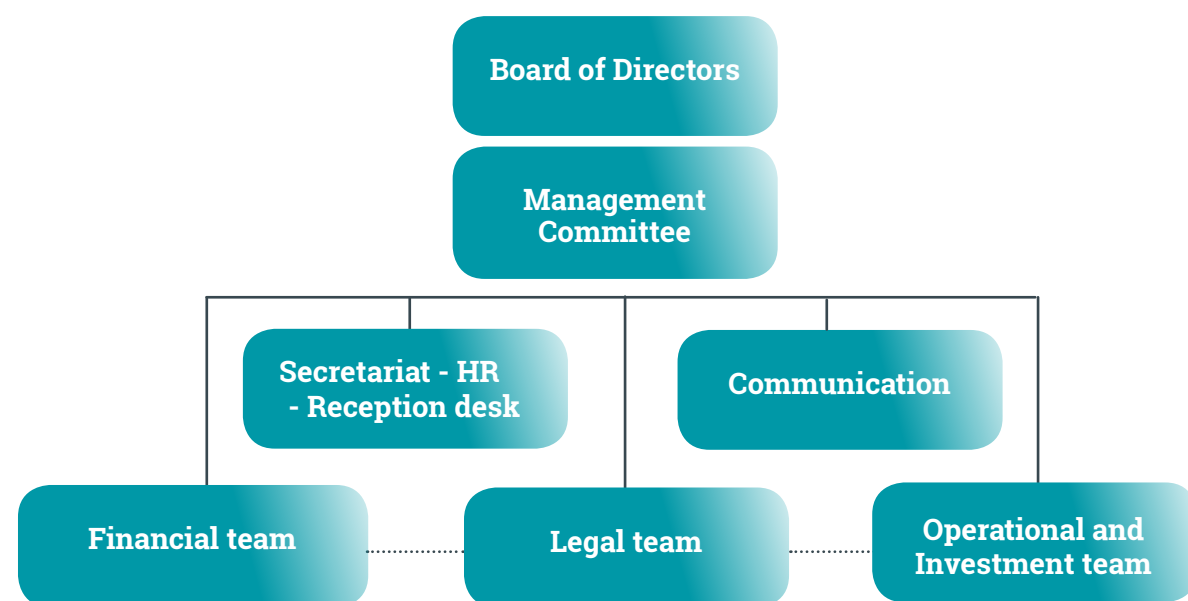 Board of Directors
Management
Committee
Secretariat - HR
- Reception desk
Communication
Financial team
Legal team
Operational and
Investment team